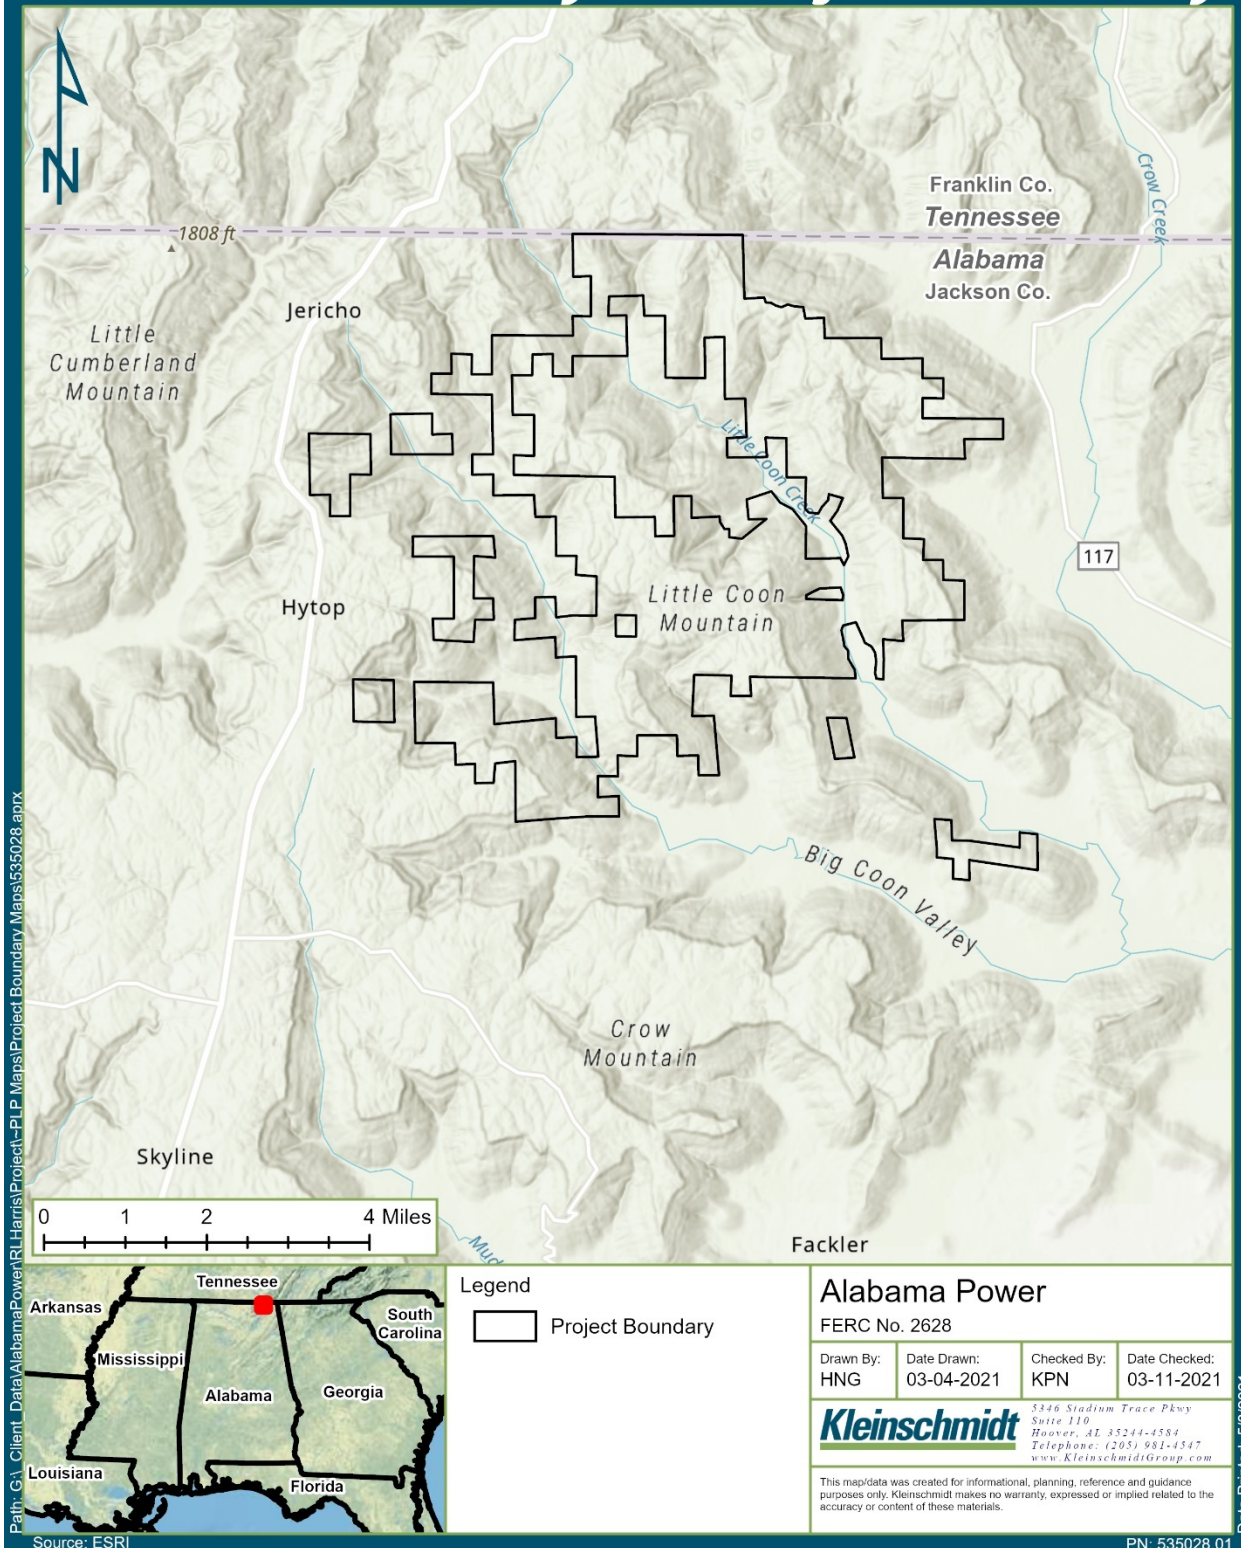 N
Franklin Co.
Tennessee
Alabama
Jackson Co.
Crow Creek
1808 ft
Jericho
Little
Cumberland
Mountain
Little Coon Creek
117
Hytop
Little Coon
Mountain
Big Coon Valley
Crow
Mountain
Skyline
Fackler
Mud
0 1 2 4 Miles
Tennessee
Arkansas
South
Carolina
Mississippi
Alabama
Georgia
Louisiana
Florida
Legend
Project Boundary
Alabama Power
FERC No. 2628
Drawn By:
HNG
Date Drawn:
03-04-2021
Checked By:
KPN
Date Checked:
03-11-2021
Kleinschmidt
5346 Stadium Trace Pkwy
Suite 110
Hoover, AL 35244-4584
Telephone: (205) 981-4547
www.KleinschmidtGroup.com
This map/data was created for informational, planning, reference and guidance
purposes only. Kleinschmidt makes no warranty, expressed or implied related to the
accuracy or content of these materials.
Path: G:\_Client_Data\AlabamaPower\RLHarris\Project\~PLP Maps\Project Boundary Maps\535028.aprx
Source: ESRI
PN: 535028.01